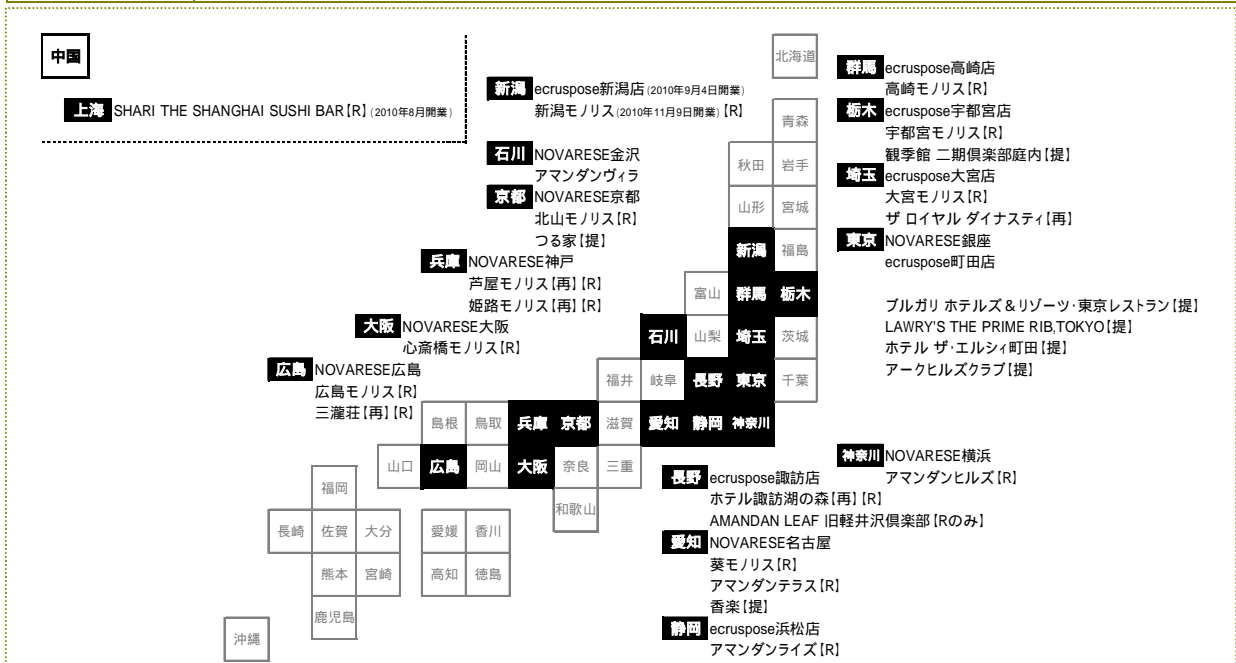 中国
上海 SHARI THE SHANGHAI SUSHI BAR【R】(2010年8月開業)
新潟 ecruspose新潟店(2010年9月4日開業)
新潟モノリス(2010年11月9日開業)【R】
石川 NOVARESE金沢
アマンダンヴィラ
京都 NOVARESE京都
北山モノリス【R】
つる家【提】
兵庫 NOVARESE神戸
芦屋モノリス【再】【R】
姫路モノリス【再】【R】
大阪 NOVARESE大阪
心斎橋モノリス【R】
広島 NOVARESE広島
広島モノリス【R】
三瀧荘【再】【R】
群馬 ecruspose高崎店
高崎モノリス【R】
栃木 ecruspose宇都宮店
宇都宮モノリス【R】
観季館 二期倶楽部庭内【提】
埼玉 ecruspose大宮店
大宮モノリス【R】
ザ ロイヤル ダイナスティ【再】
東京 NOVARESE銀座
ecruspose町田店
ブルガリ ホテルズ&リゾーツ・東京レストラン【提】
LAWRY'S THE PRIME RIB,TOKYO【提】
ホテル ザ・エルシィ町田【提】
アークヒルズクラブ【提】
神奈川 NOVARESE横浜
アマンダンヒルズ【R】
長野 ecruspose諏訪店
ホテル諏訪湖の森【再】【R】
AMANDAN LEAF 旧軽井沢倶楽部【Rのみ】
愛知 NOVARESE名古屋
葵モノリス【R】
アマンダンテラス【R】
香楽【提】
静岡 ecruspose浜松店
アマンダンライズ【R】
北海道
青森
秋田 岩手
山形 宮城
新潟 福島
富山 群馬 栃木
石川 山梨 埼玉 茨城
福井 岐阜 長野 東京 千葉
島根 鳥取 兵庫 京都 滋賀 愛知 静岡 神奈川
山口 広島 岡山 大阪 奈良 三重
和歌山
福岡
長崎 佐賀 大分 愛媛 香川
熊本 宮崎 高知 徳島
鹿児島
沖縄